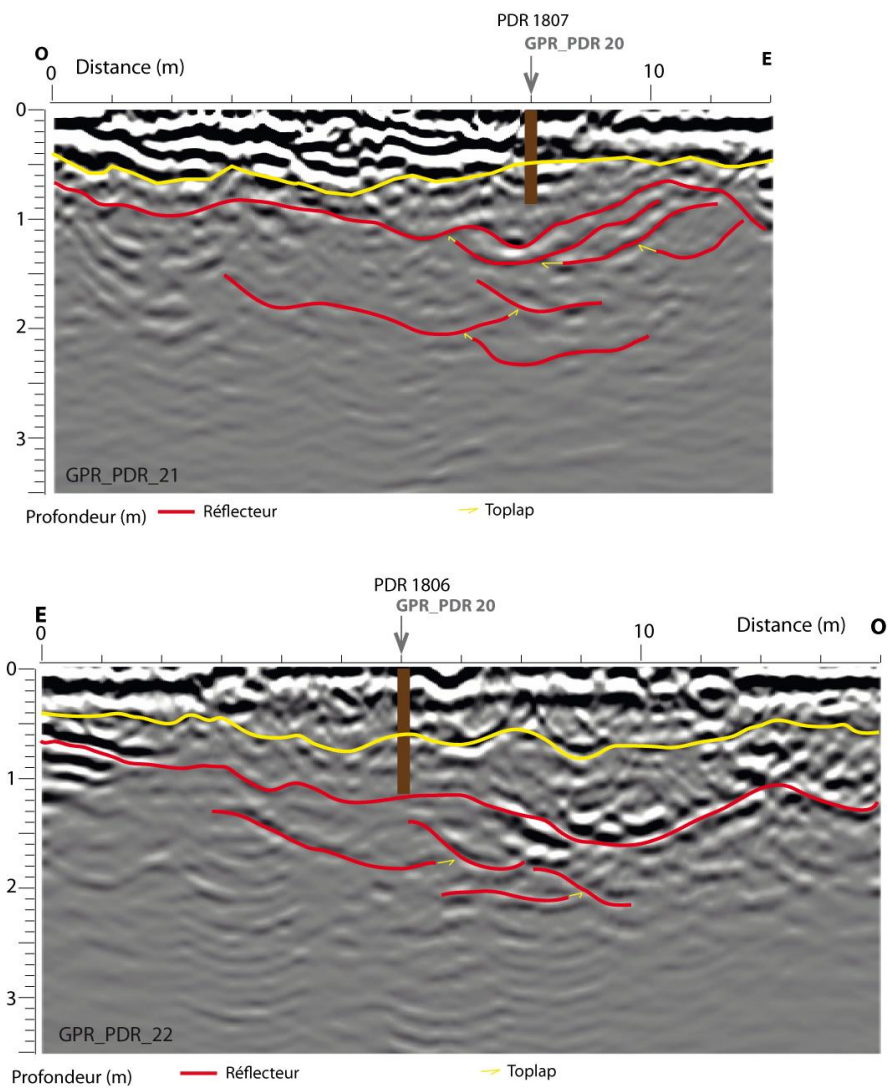 PDR 1807
GPR_PDR 20
O
E
0
Distance (m)
10
0
1
2
3
GPR_PDR_21
Profondeur (m)
Réflecteur
Toplap
PDR 1806
GPR_PDR 20
E
O
0
10
Distance (m)
0
1
2
3
GPR_PDR_22
Profondeur (m)
Réflecteur
Toplap